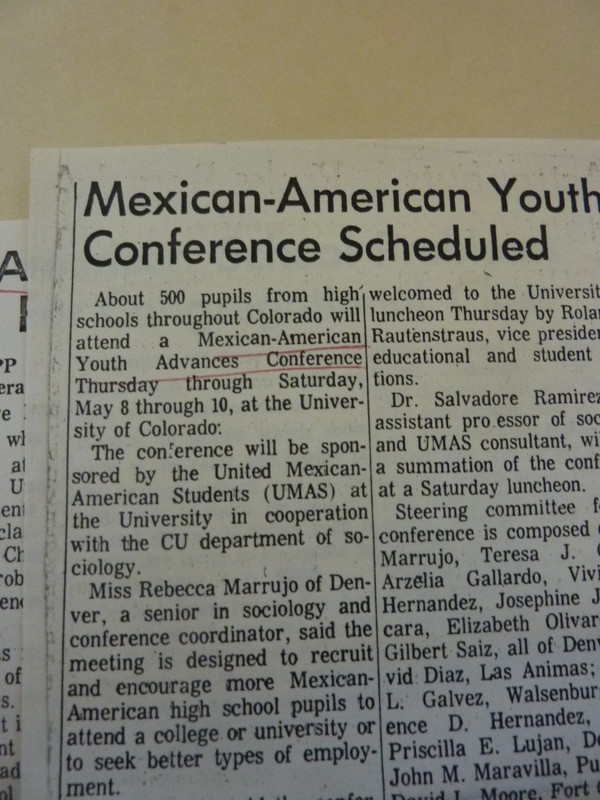 Mexican-American Youth
Conference Scheduled
About 500 pupils from high
schools throughout Colorado will
attend a Mexican-American
Youth Advances Conference
Thursday through Saturday,
May 8 through 10, at the Univer-
sity of Colorado:
The conference will be spon-
sored by the United Mexican-
American Students (UMAS) at
the University in cooperation
with the CU department of so-
ciology.
Miss Rebecca Marrujo of Den-
ver, a senior in sociology and
conference coordinator, said the
meeting is designed to recruit
and encourage more Mexican-
American high school pupils to
attend a college or university or
to seek better types of employ-
ment.
welcomed to the Universit
luncheon Thursday by Rolan
Rautenstraus, vice presiden
educational and student
tions.
Dr. Salvadore Ramirez
assistant pro essor of soc
and UMAS consultant, wi
a summation of the conf
at a Saturday luncheon.
Steering committee f
conference is composed
Marrujo, Teresa J.
Arzelia Gallardo, Vivi
Hernandez, Josephine J
cara, Elizabeth Olivar
Gilbert Saiz, all of Denv
vid Diaz, Las Animas;
L. Galvez, Walsenbur
ence D. Hernandez,
Priscilla E. Lujan, De
John M. Maravilla, Pu
David L. Moore, Fort